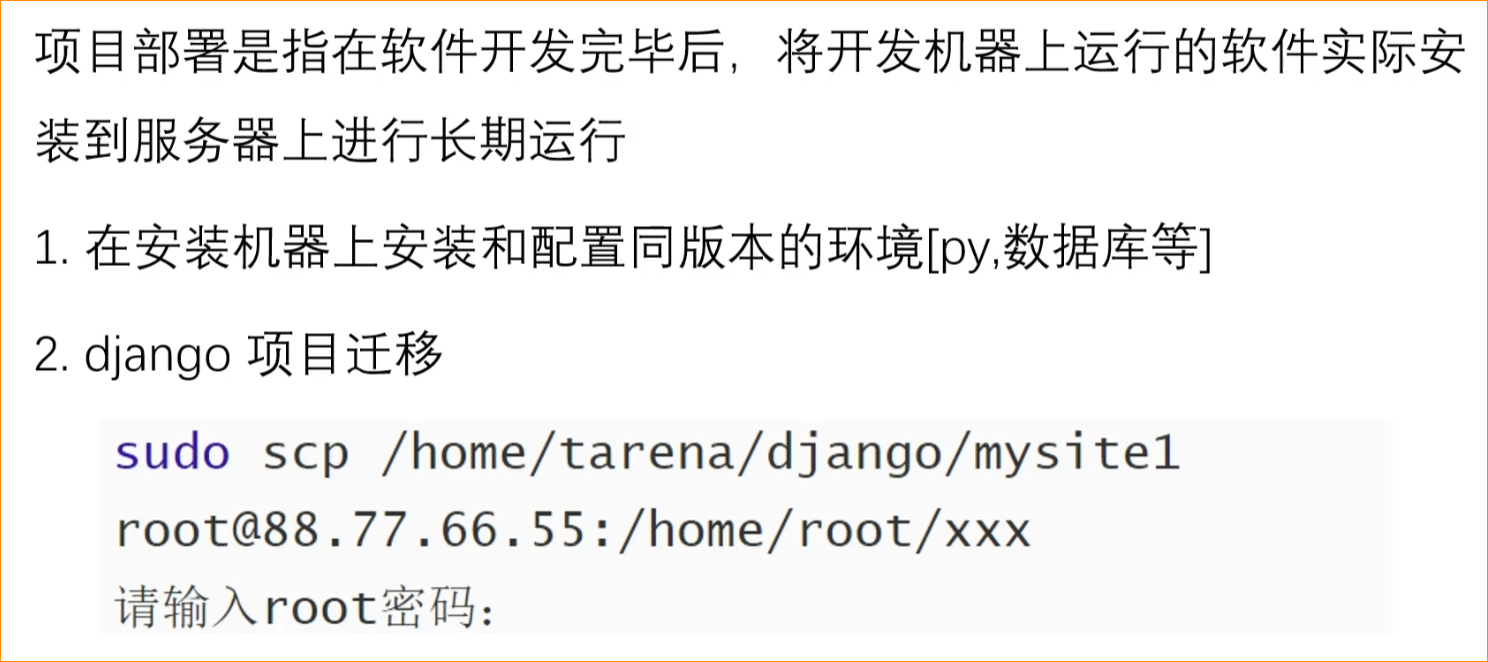 项目部署是指在软件开发完毕后，将开发机器上运行的软件实际安
装到服务器上进行长期运行
1. 在安装机器上安装和配置同版本的环境[py,数据库等]
2. django 项目迁移
sudo scp /home/tarena/django/mysite1
root@88.77.66.55:/home/root/xxx
请输入root密码：